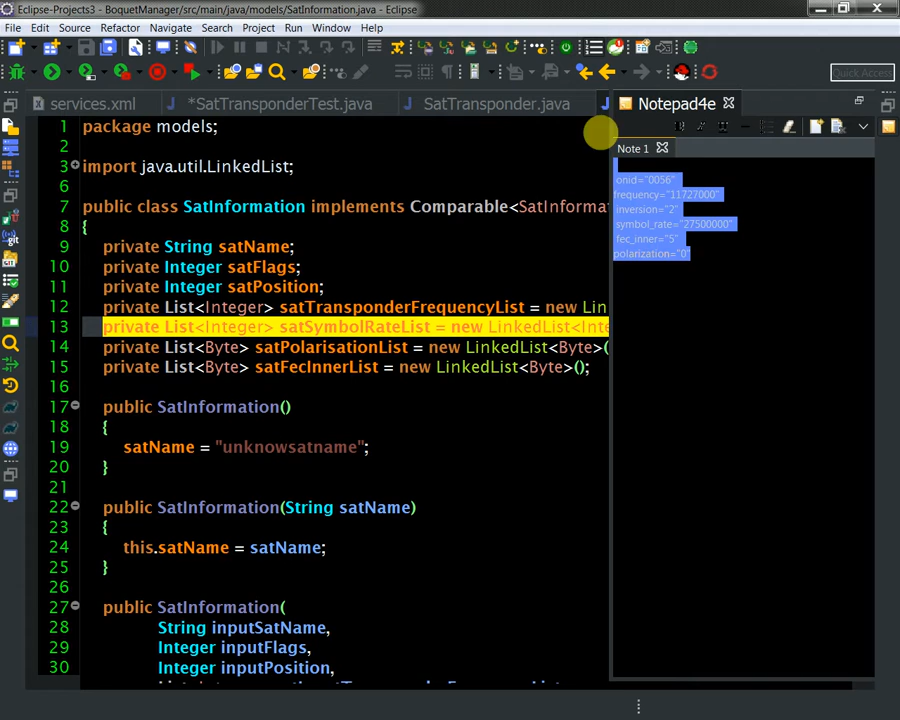 Eclipse-Projects3 - BoquetManager/src/main/java/models/SatInformation.java - Eclipse
File Edit Source Refactor Navigate Search Project Run Window Help
Quick Access
services.xml *SatTransponderTest.java SatTransponder.java J Notepad4e
Note 1
1 package models;
2
3 import java.util.LinkedList;
6
7 public class SatInformation implements Comparable<SatInforma
8 {
9 private String satName;
10 private Integer satFlags;
11 private Integer satPosition;
12 private List<Integer> satTransponderFrequencyList = new Lin
13 private List<Integer> satSymbolRateList = new LinkedList<Inte
14 private List<Byte> satPolarisationList = new LinkedList<Byte>(
15 private List<Byte> satFecInnerList = new LinkedList<Byte>();
16
17 public SatInformation()
18 {
19 satName = "unknowsatname";
20 }
21
22 public SatInformation(String satName)
23 {
24 this.satName = satName;
25 }
26
27 public SatInformation(
28 String inputSatName,
29 Integer inputFlags,
30 Integer inputPosition,
onid="0056"
frequency="11727000"
inversion="2"
symbol_rate="27500000"
fec_inner="5"
polarization="0"